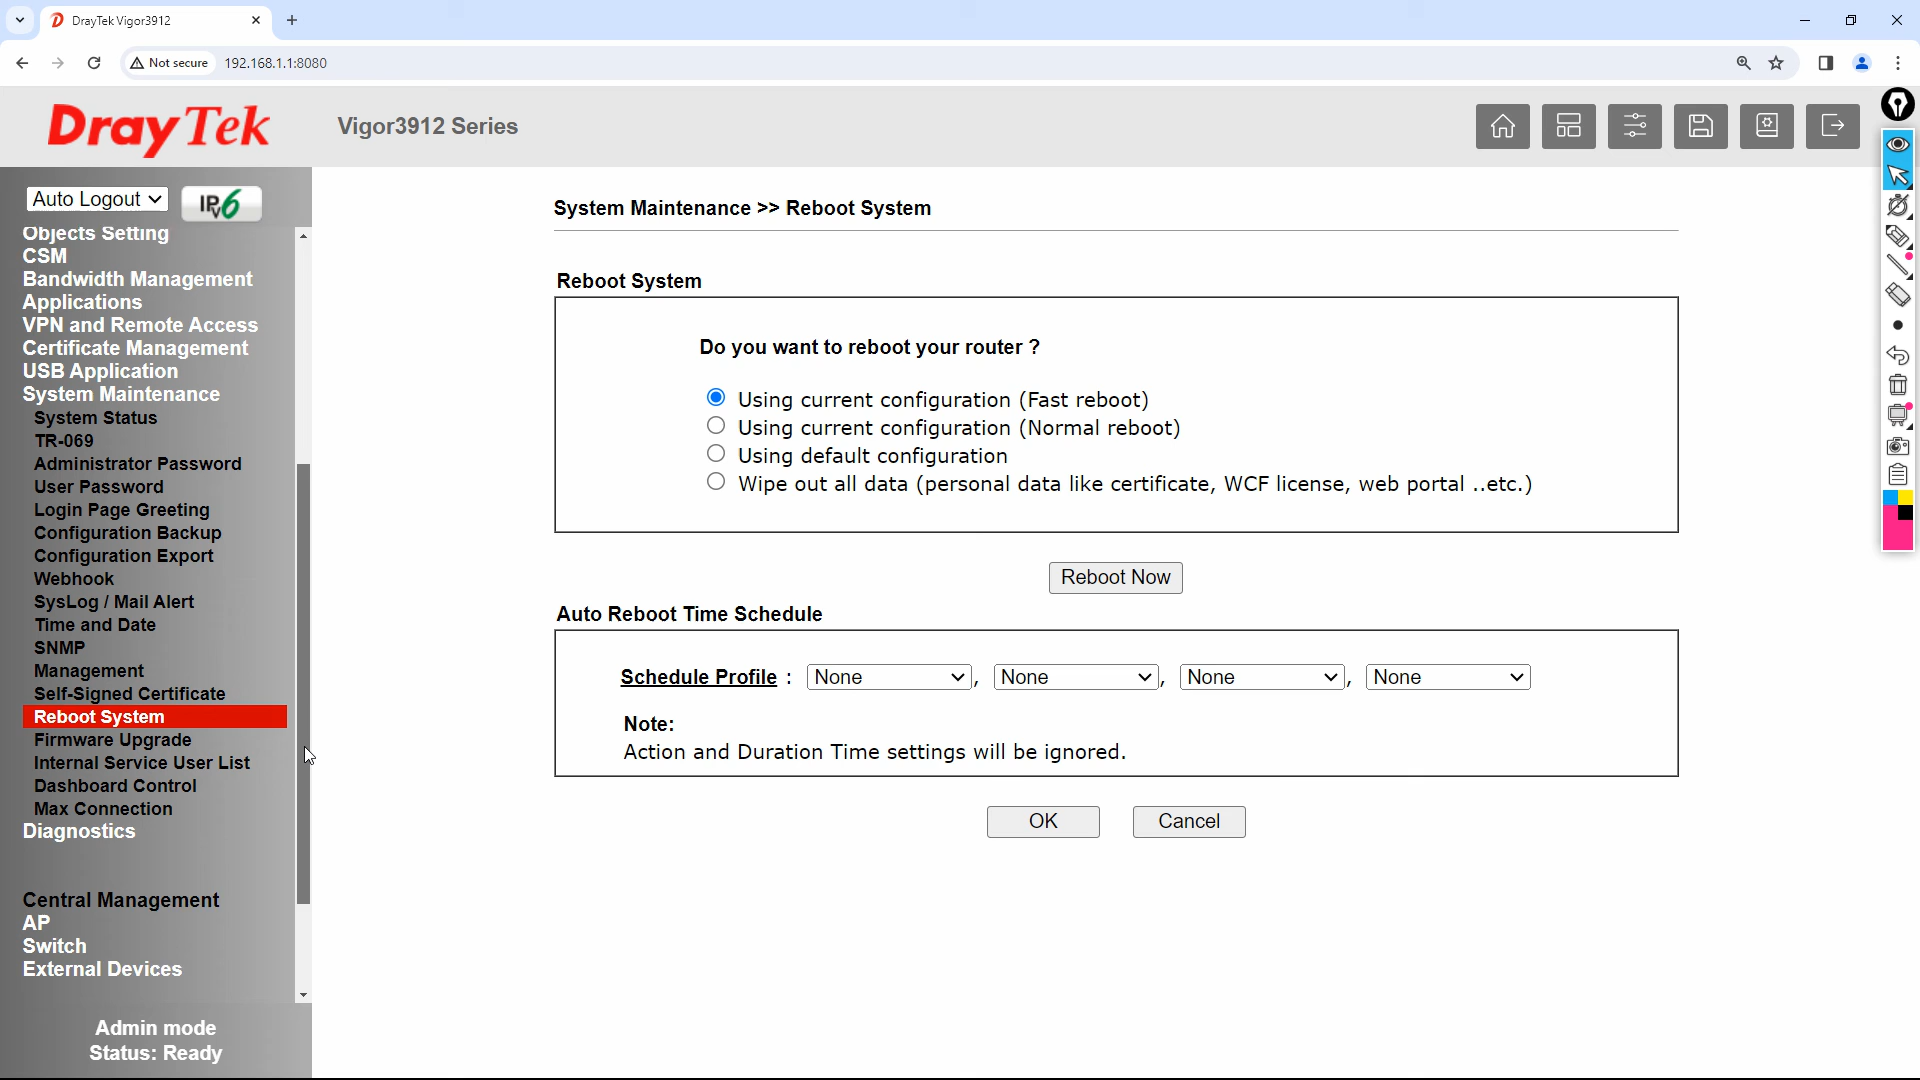 DrayTek Vigor3912
Not secure 192.168.1.1:8080
DrayTek
Vigor3912 Series
Auto Logout
IPv6
Objects Setting
CSM
Bandwidth Management
Applications
VPN and Remote Access
Certificate Management
USB Application
System Maintenance
System Status
TR-069
Administrator Password
User Password
Login Page Greeting
Configuration Backup
Configuration Export
Webhook
SysLog / Mail Alert
Time and Date
SNMP
Management
Self-Signed Certificate
Reboot System
Firmware Upgrade
Internal Service User List
Dashboard Control
Max Connection
Diagnostics
Central Management
AP
Switch
External Devices
Admin mode
Status: Ready
System Maintenance >> Reboot System
Reboot System
Do you want to reboot your router ?
Using current configuration (Fast reboot)
Using current configuration (Normal reboot)
Using default configuration
Wipe out all data (personal data like certificate, WCF license, web portal ..etc.)
Reboot Now
Auto Reboot Time Schedule
Schedule Profile : None , None , None , None
Note:
Action and Duration Time settings will be ignored.
OK Cancel